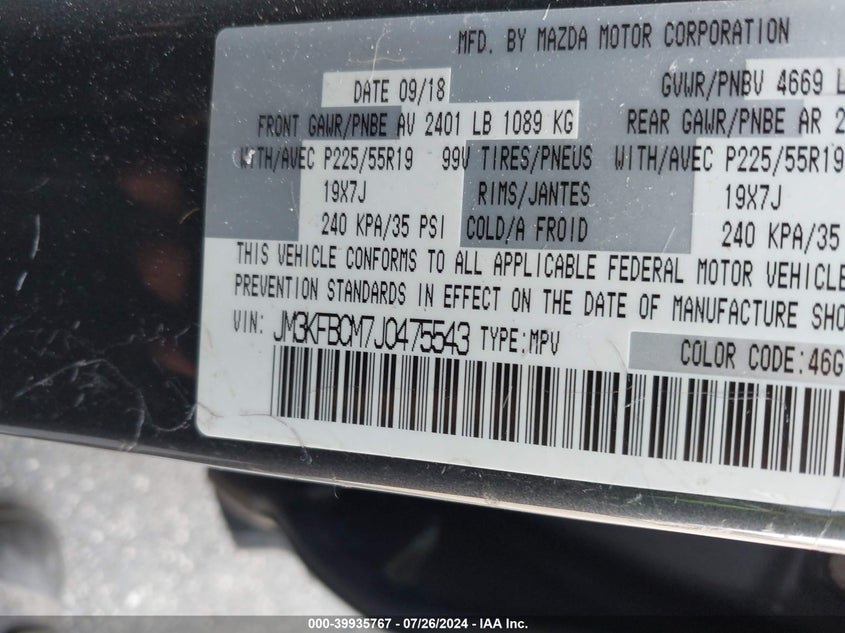 MFD. BY MAZDA MOTOR CORPORATION
DATE 09/18 GVWR/PNBV 4669 L
FRONT GAWR/PNBE AV 2401 LB 1089 KG REAR GAWR/PNBE AR 2
WITH/AVEC P225/55R19 99V TIRES/PNEUS WITH/AVEC P225/55R19
19X7J RIMS/JANTES 19X7J
240 KPA/35 PSI COLD/A FROID 240 KPA/35
THIS VEHICLE CONFORMS TO ALL APPLICABLE FEDERAL MOTOR VEHICLE
PREVENTION STANDARDS IN EFFECT ON THE DATE OF MANUFACTURE SHO
VIN: JM3KFBCM7J0475543 TYPE:MPV COLOR CODE:46G
000-39935767 / 07/26/2024 - IAA Inc.